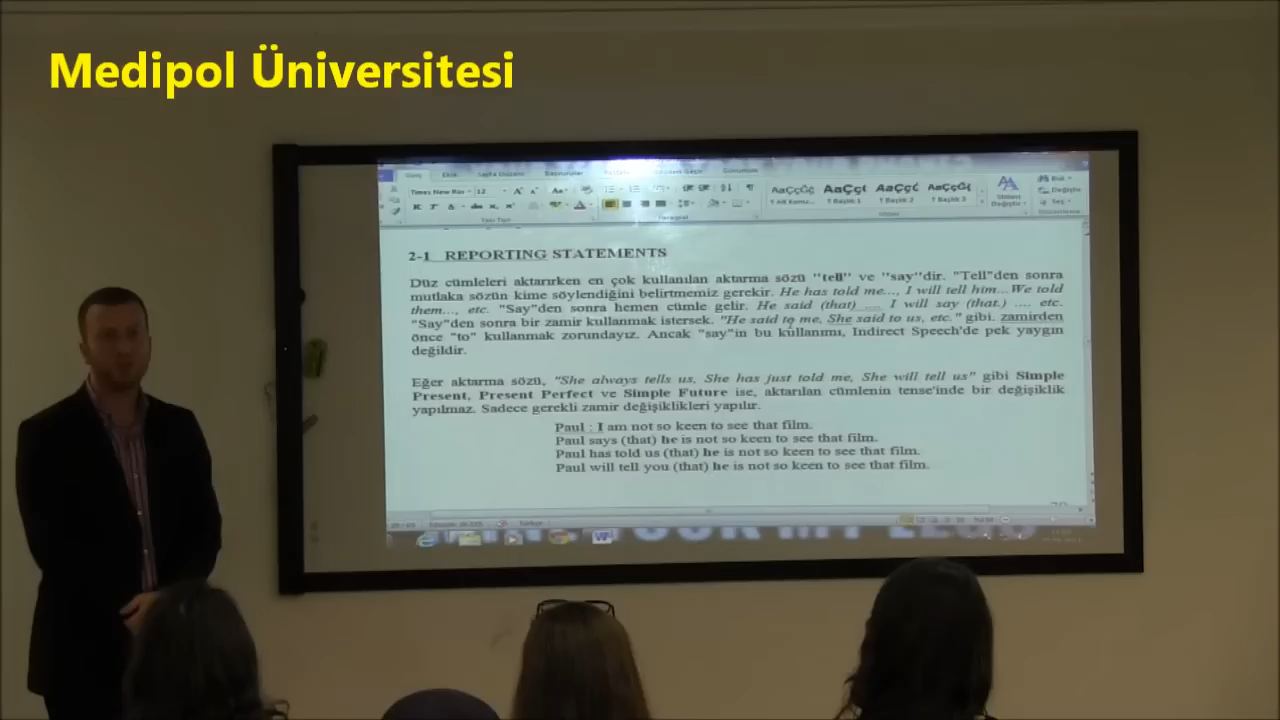 Medipol Üniversitesi
Times New Ro
12
Paragraf
Değiştir
2-1 REPORTING STATEMENTS
Düz cümleleri aktarırken en çok kullanılan aktarma sözü "tell" ve "say"dir. "Tell"den sonra
mutlaka sözün kime söylendiğini belirtmemiz gerekir. He has told me..., I will tell him...We told
them..., etc. "Say"den sonra hemen cümle gelir. He said (that) .... I will say (that.) .... etc.
"Say"den sonra bir zamir kullanmak istersek. "He said to me, She said to us, etc." gibi. zamirden
önce "to" kullanmak zorundayız. Ancak "say"in bu kullanımı, Indirect Speech'de pek yaygın
değildir.
Eğer aktarma sözü, "She always tells us, She has just told me, She will tell us" gibi Simple
Present, Present Perfect ve Simple Future ise, aktarılan cümlenin tense'inde bir değişiklik
yapılmaz. Sadece gerekli zamir değişiklikleri yapılır.
Paul : I am not so keen to see that film.
Paul says (that) he is not so keen to see that film.
Paul has told us (that) he is not so keen to see that film.
Paul will tell you (that) he is not so keen to see that film.
Türkçe